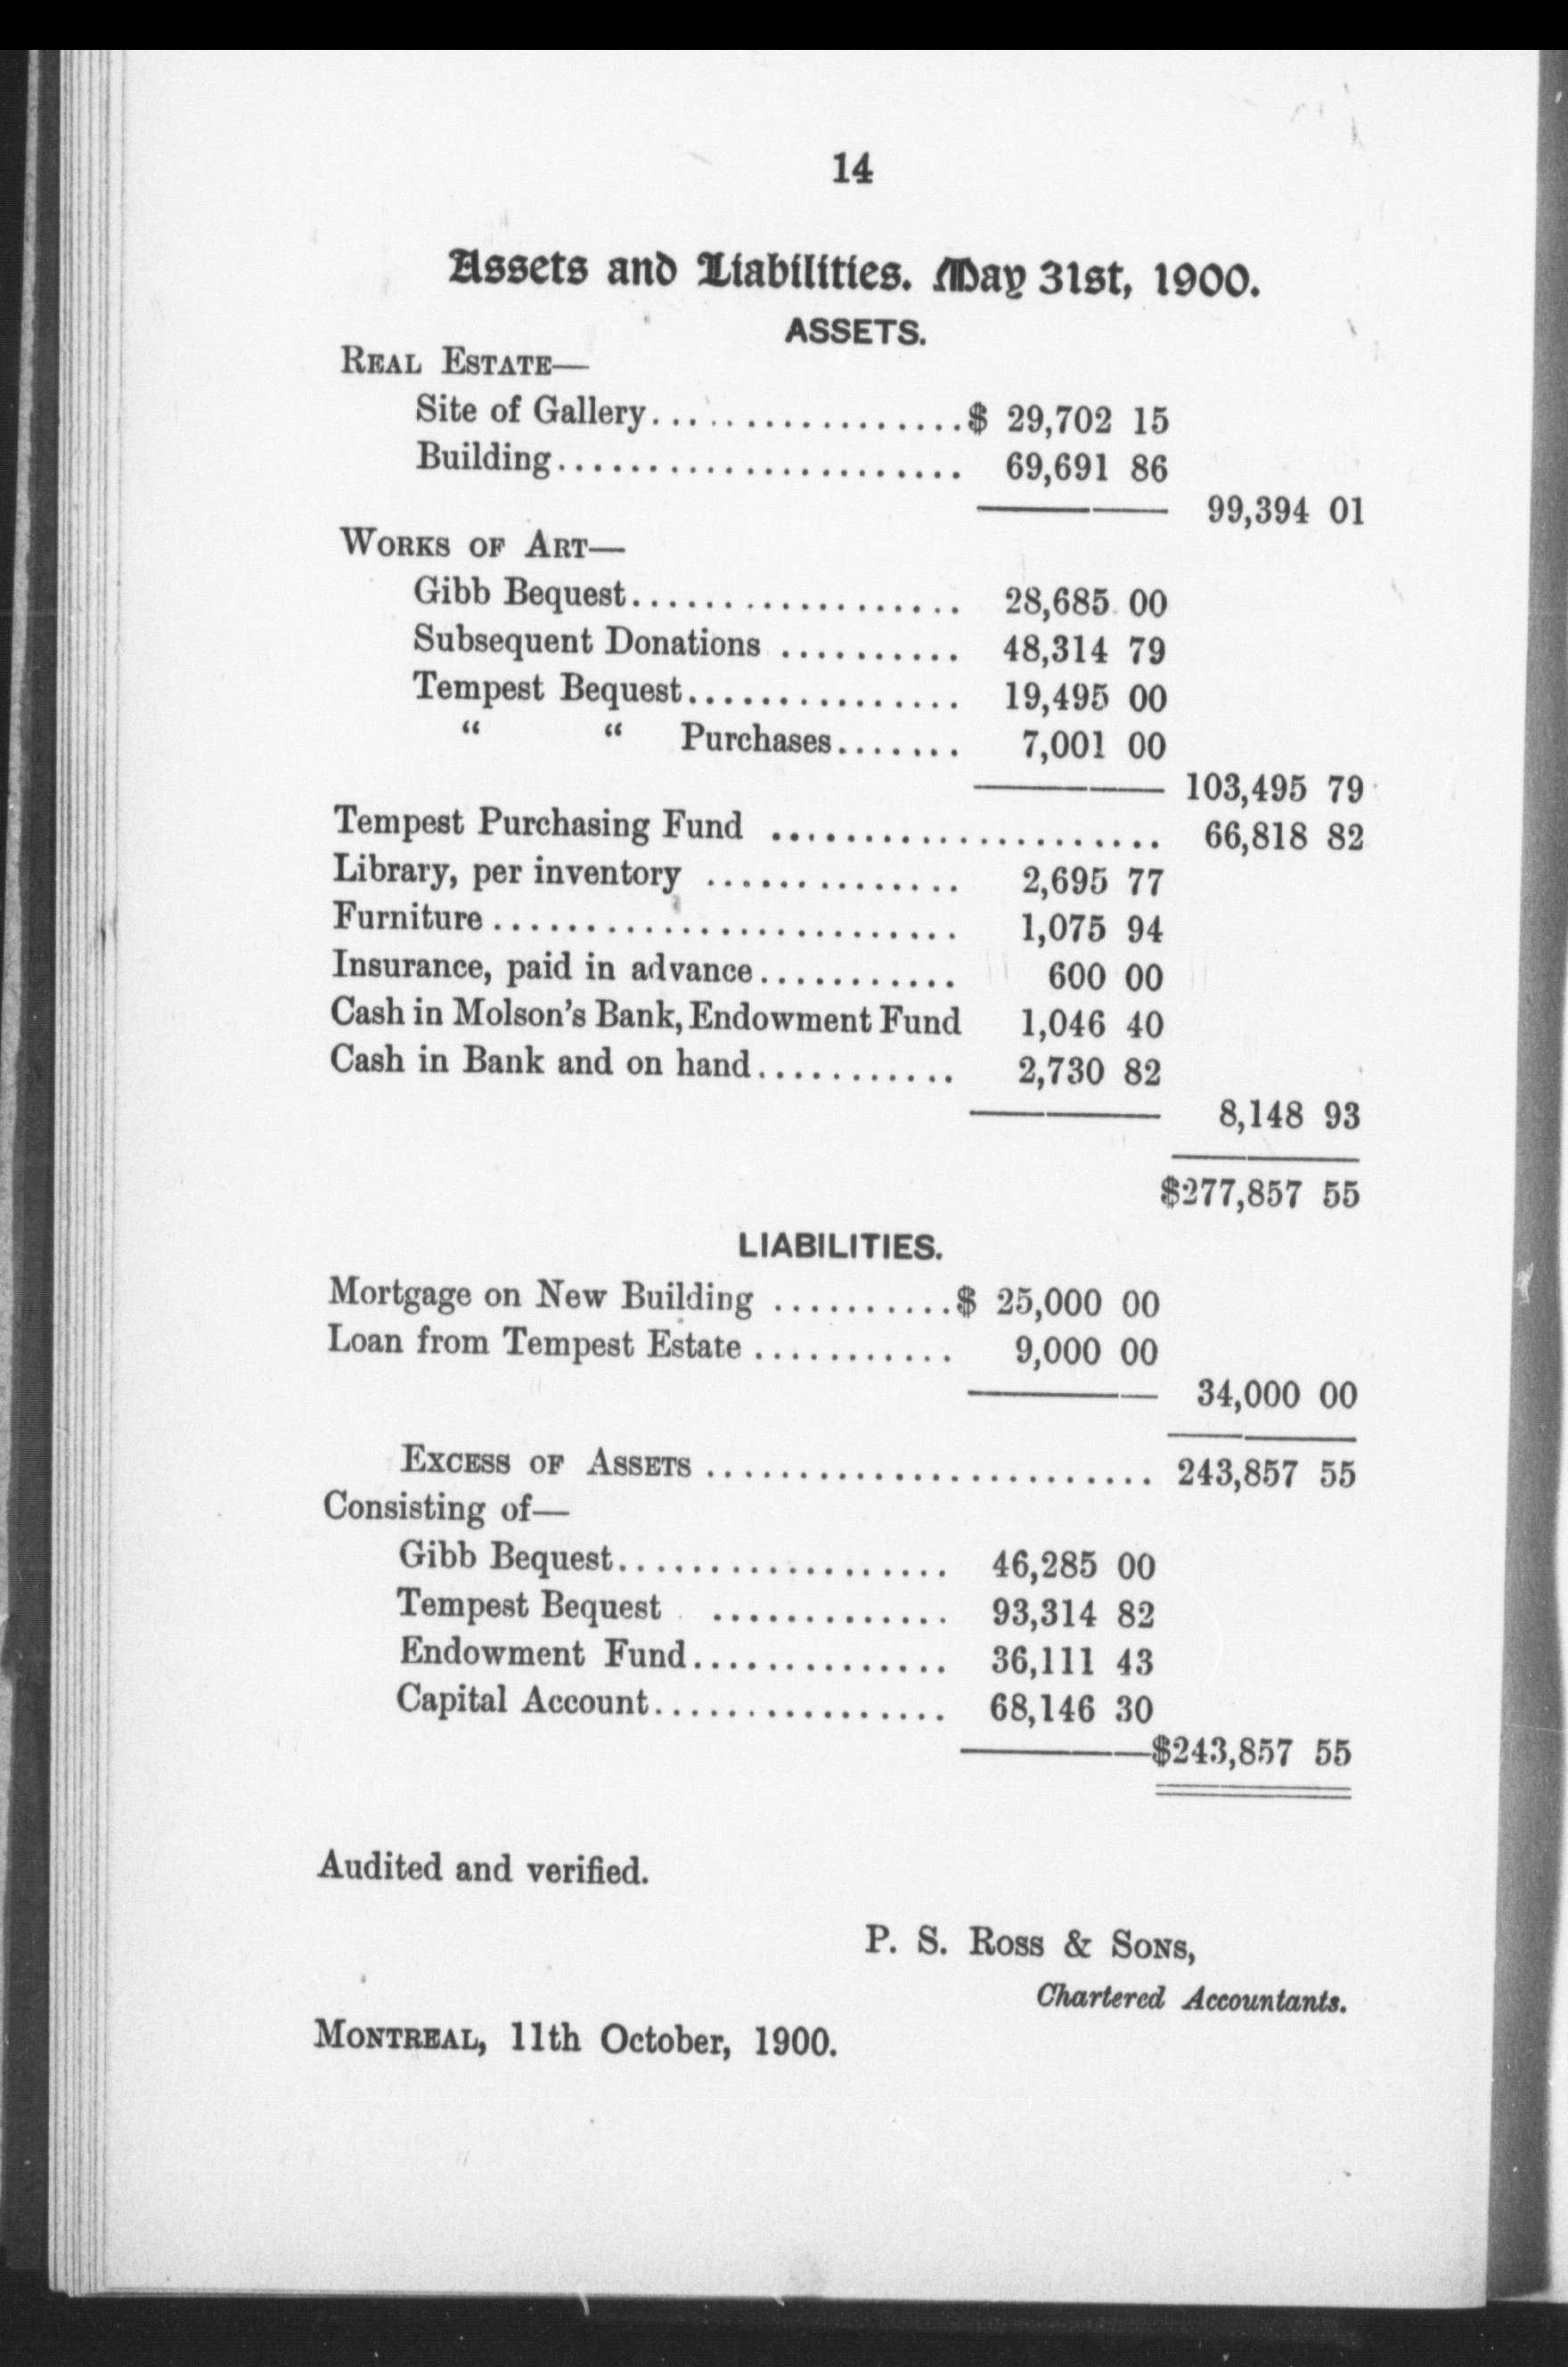 14
Assets and Liabilities. May 31st, 1900.
ASSETS.
REAL ESTATE—
Site of Gallery.................$ 29,702 15
Building...................... 69,691 86
99,394 01
WORKS OF ART—
Gibb Bequest.................. 28,685 00
Subsequent Donations .......... 48,314 79
Tempest Bequest............... 19,495 00
“ “ Purchases....... 7,001 00
103,495 79
Tempest Purchasing Fund ..................... 66,818 82
Library, per inventory .............. 2,695 77
Furniture ......................... 1,075 94
Insurance, paid in advance........... 600 00
Cash in Molson's Bank, Endowment Fund 1,046 40
Cash in Bank and on hand........... 2,730 82
8,148 93
$277,857 55
LIABILITIES.
Mortgage on New Building ..........$ 25,000 00
Loan from Tempest Estate ........... 9,000 00
34,000 00
EXCESS OF ASSETS ........................ 243,857 55
Consisting of—
Gibb Bequest.................. 46,285 00
Tempest Bequest ............. 93,314 82
Endowment Fund.............. 36,111 43
Capital Account................ 68,146 30
$243,857 55
Audited and verified.
P. S. ROSS & SONS,
Chartered Accountants.
MONTREAL, 11th October, 1900.